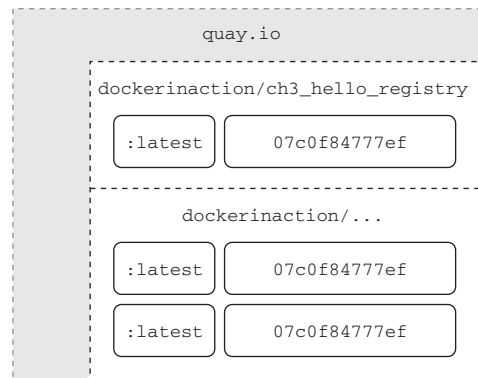 quay.io
dockerinaction/ch3_hello_registry
:latest 07c0f84777ef
dockerinaction/...
:latest 07c0f84777ef
:latest 07c0f84777ef